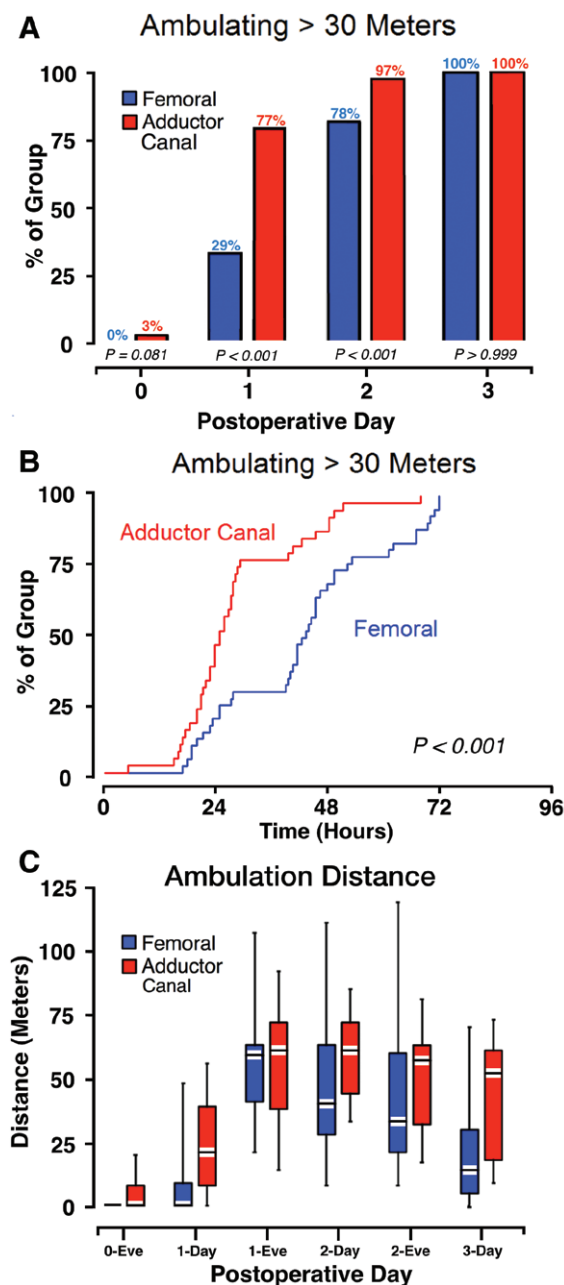 A
Ambulating > 30 Meters
100
100%
100%
97%
Femoral
Adductor
Canal
77%
78%
75
% of Group
50
29%
25
0%
3%
0
P = 0.081
P < 0.001
P < 0.001
P > 0.999
0
1
2
3
Postoperative Day
B
Ambulating > 30 Meters
100
Adductor Canal
75
% of Group
Femoral
50
25
P < 0.001
0
0
24
48
72
96
Time (Hours)
C
Ambulation Distance
125
Femoral
Adductor
Canal
100
75
Distance (Meters)
50
25
0
0-Eve
1-Day
1-Eve
2-Day
2-Eve
3-Day
Postoperative Day